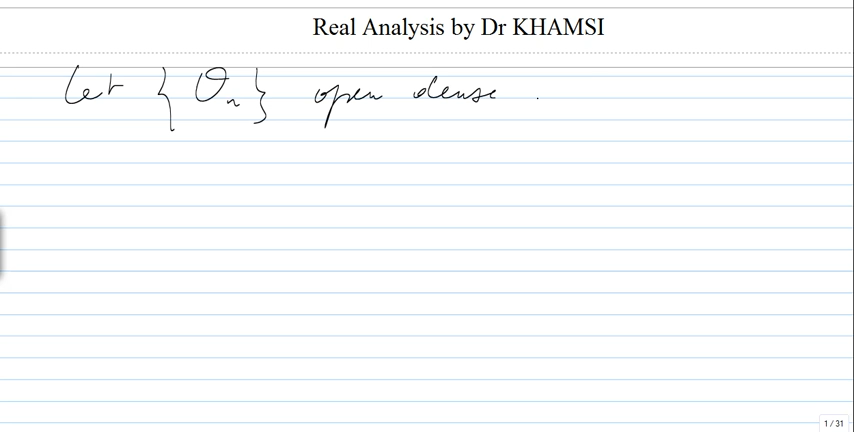 Real Analysis by Dr KHAMSI
Let { O_n } open dense .
1 / 31